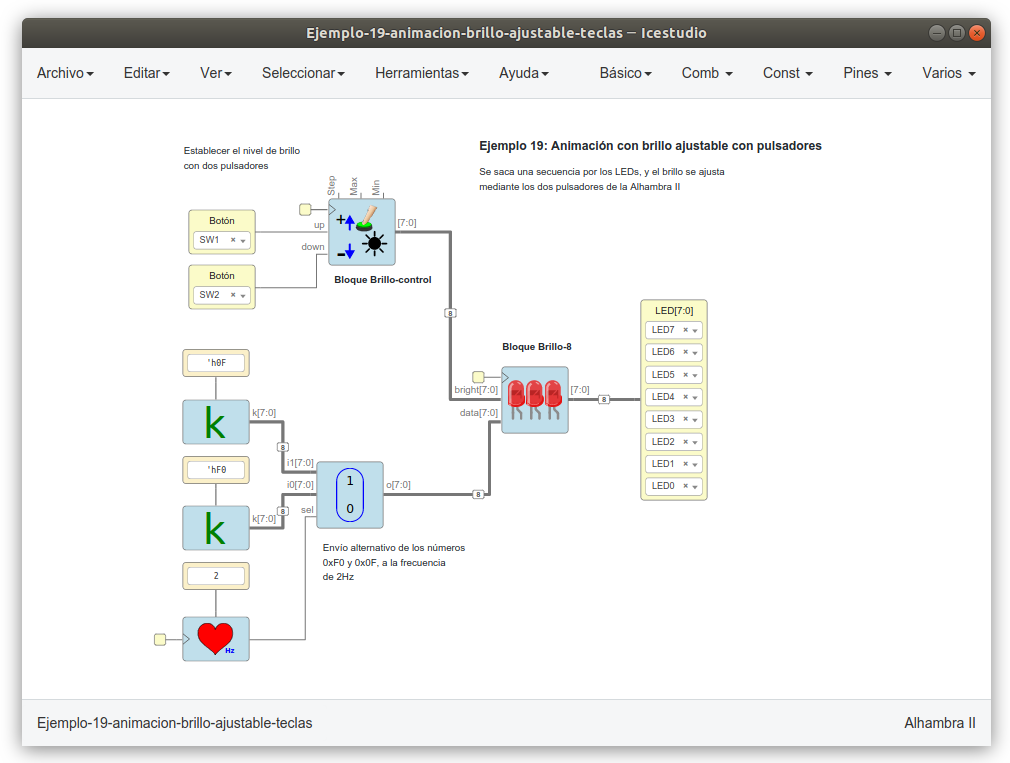 Ejemplo-19-animacion-brillo-ajustable-teclas — Icestudio
Archivo Editar Ver Seleccionar Herramientas Ayuda Básico Comb Const Pines Varios
Establecer el nivel de brillo
con dos pulsadores
Ejemplo 19: Animación con brillo ajustable con pulsadores
Se saca una secuencia por los LEDs, y el brillo se ajusta
mediante los dos pulsadores de la Alhambra II
Step Max Min
Botón
SW1
up
down
[7:0]
Botón
SW2
Bloque Brillo-control
8
LED[7:0]
LED7
LED6
LED5
LED4
LED3
LED2
LED1
LED0
Bloque Brillo-8
bright[7:0]
data[7:0]
[7:0]
8
'h0F
k
k[7:0]
8
'hF0
k
k[7:0]
8
i1[7:0]
i0[7:0]
sel
1
0
o[7:0]
8
Envío alternativo de los números
0xF0 y 0x0F, a la frecuencia
de 2Hz
2
Hz
Ejemplo-19-animacion-brillo-ajustable-teclas
Alhambra II